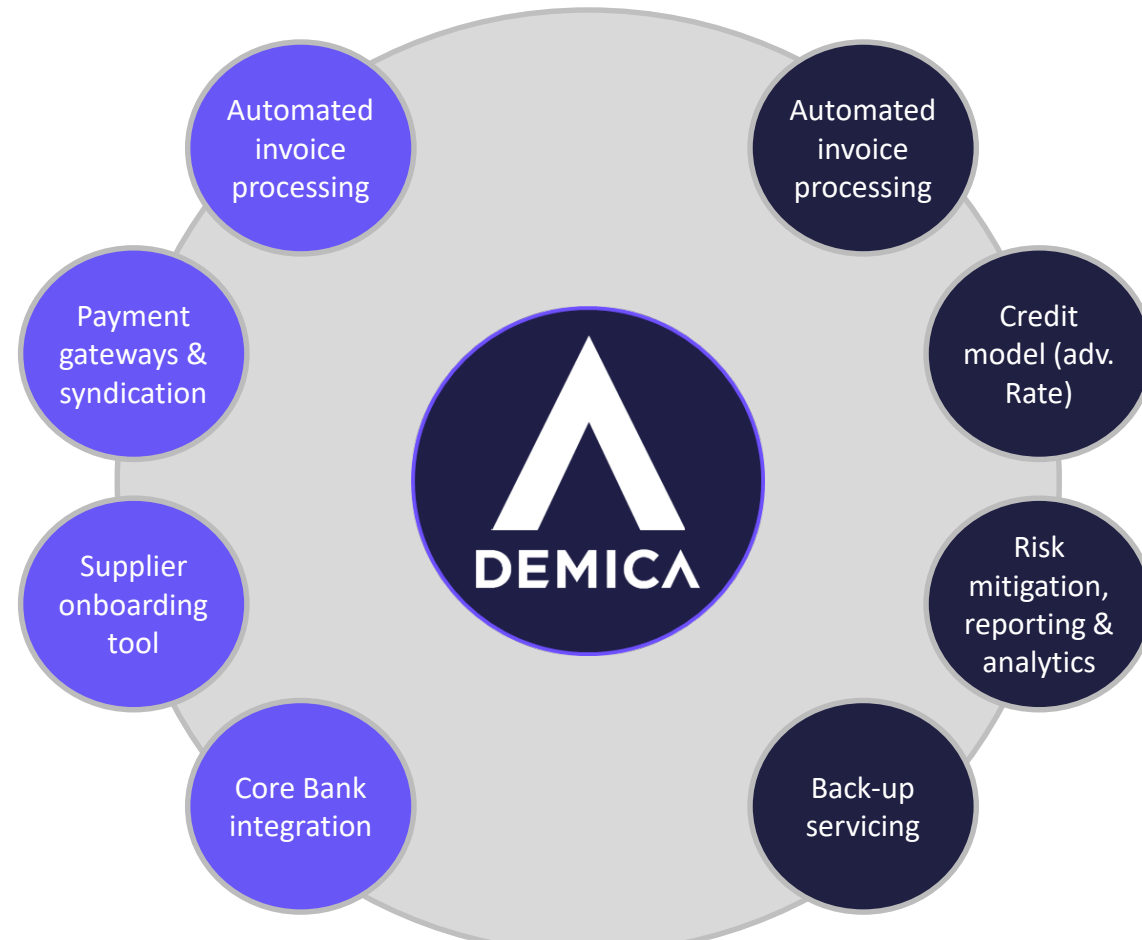 Automated
invoice
processing
Automated
invoice
processing
Payment
gateways &
syndication
Credit
model (adv.
Rate)
DEMICA
Supplier
onboarding
tool
Risk
mitigation,
reporting &
analytics
Core Bank
integration
Back-up
servicing